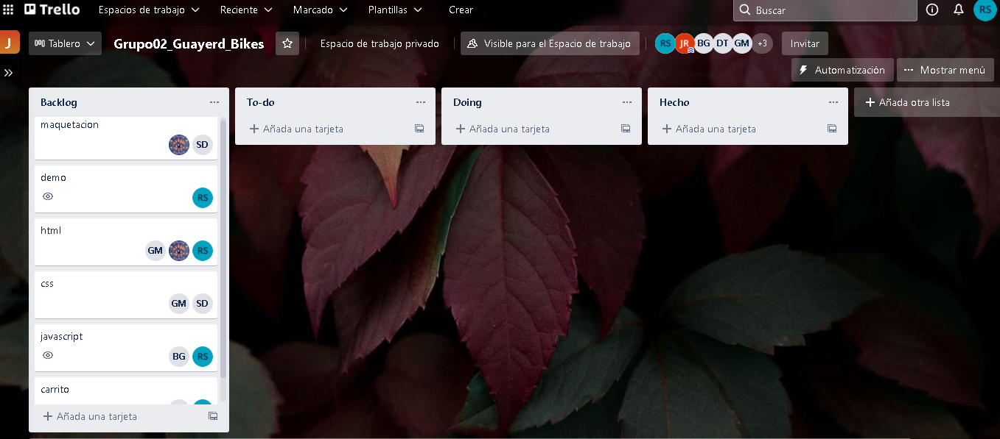 Trello Espacios de trabajo Reciente Marcado Plantillas Crear Buscar RS
J Tablero Grupo02_Guayerd_Bikes Espacio de trabajo privado Visible para el Espacio de trabajo RS JR BG DT GM +3 Invitar
Automatización Mostrar menú
Backlog
maquetacion
SD
demo
RS
html
GM RS
css
GM SD
javascript
BG RS
carrito
Añada una tarjeta
To-do
Añada una tarjeta
Doing
Añada una tarjeta
Hecho
Añada una tarjeta
Añada otra lista